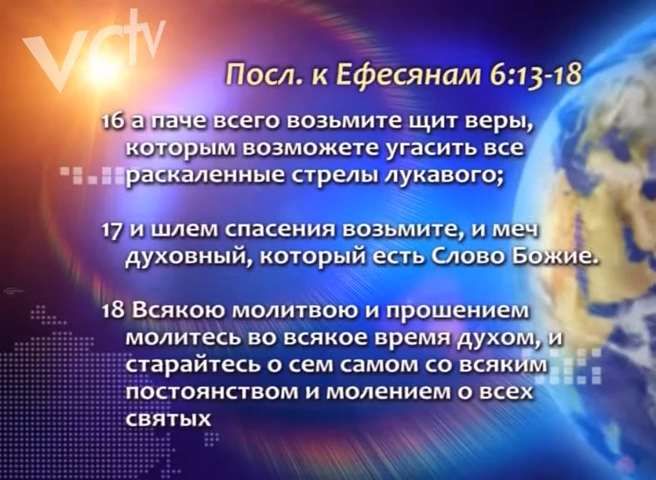 vctv
Посл. к Ефесянам 6:13-18
16 а паче всего возьмите щит веры,
которым возможете угасить все
раскаленные стрелы лукавого;
17 и шлем спасения возьмите, и меч
духовный, который есть Слово Божие.
18 Всякою молитвою и прошением
молитесь во всякое время духом, и
старайтесь о сем самом со всяким
постоянством и молением о всех
святых